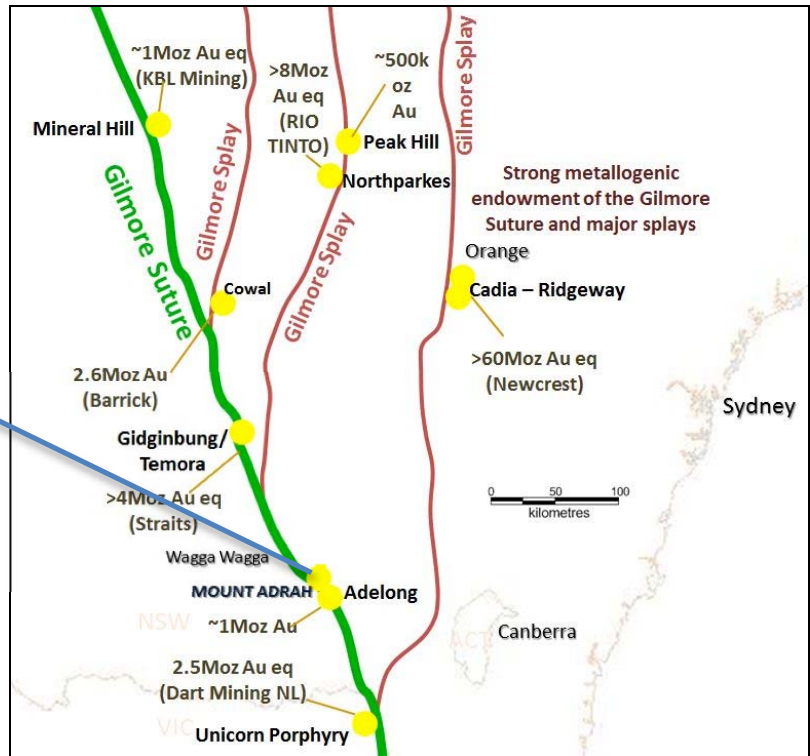 ~1Moz Au eq
(KBL Mining)
Mineral Hill
Gilmore Suture
Gilmore Splay
>8Moz
Au eq
(RIO
TINTO)
~500k
oz
Au
Peak Hill
Northparkes
Gilmore Splay
Gilmore Splay
Strong metallogenic
endowment of the Gilmore
Suture and major splays
Orange
Cadia – Ridgeway
>60Moz Au eq
(Newcrest)
Cowal
2.6Moz Au
(Barrick)
Sydney
Gidginbung/
Temora
>4Moz Au eq
(Straits)
0 50 100
kilometres
Wagga Wagga
MOUNT ADRAH
Adelong
~1Moz Au
NSW
ACT
Canberra
2.5Moz Au eq
(Dart Mining NL)
VIC
Unicorn Porphyry